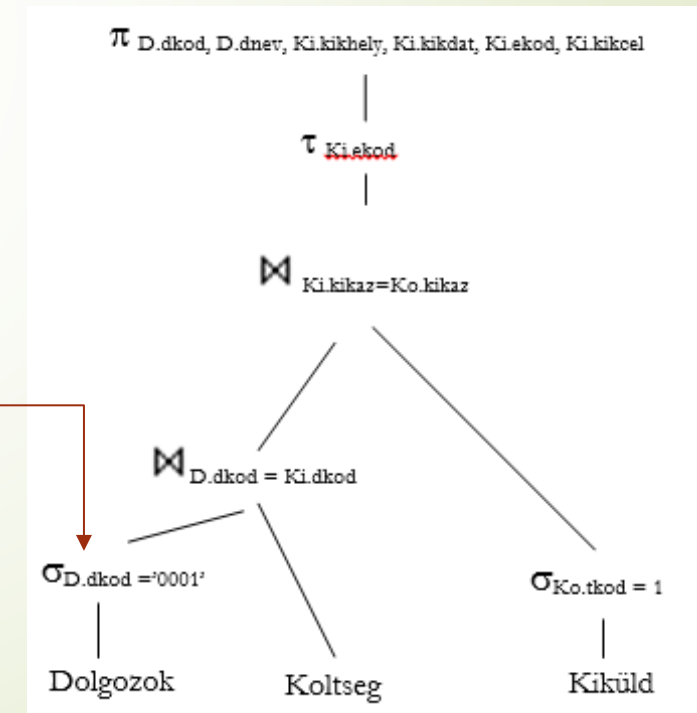 π D.dkod, D.dnev, Ki.kikhely, Ki.kikdat, Ki.ekod, Ki.kikcel
τ Ki.ekod
⋈ Ki.kikaz=Ko.kikaz
⋈ D.dkod = Ki.dkod
σD.dkod ='0001'
σKo.tkod = 1
Dolgozok
Koltseg
Kiküld